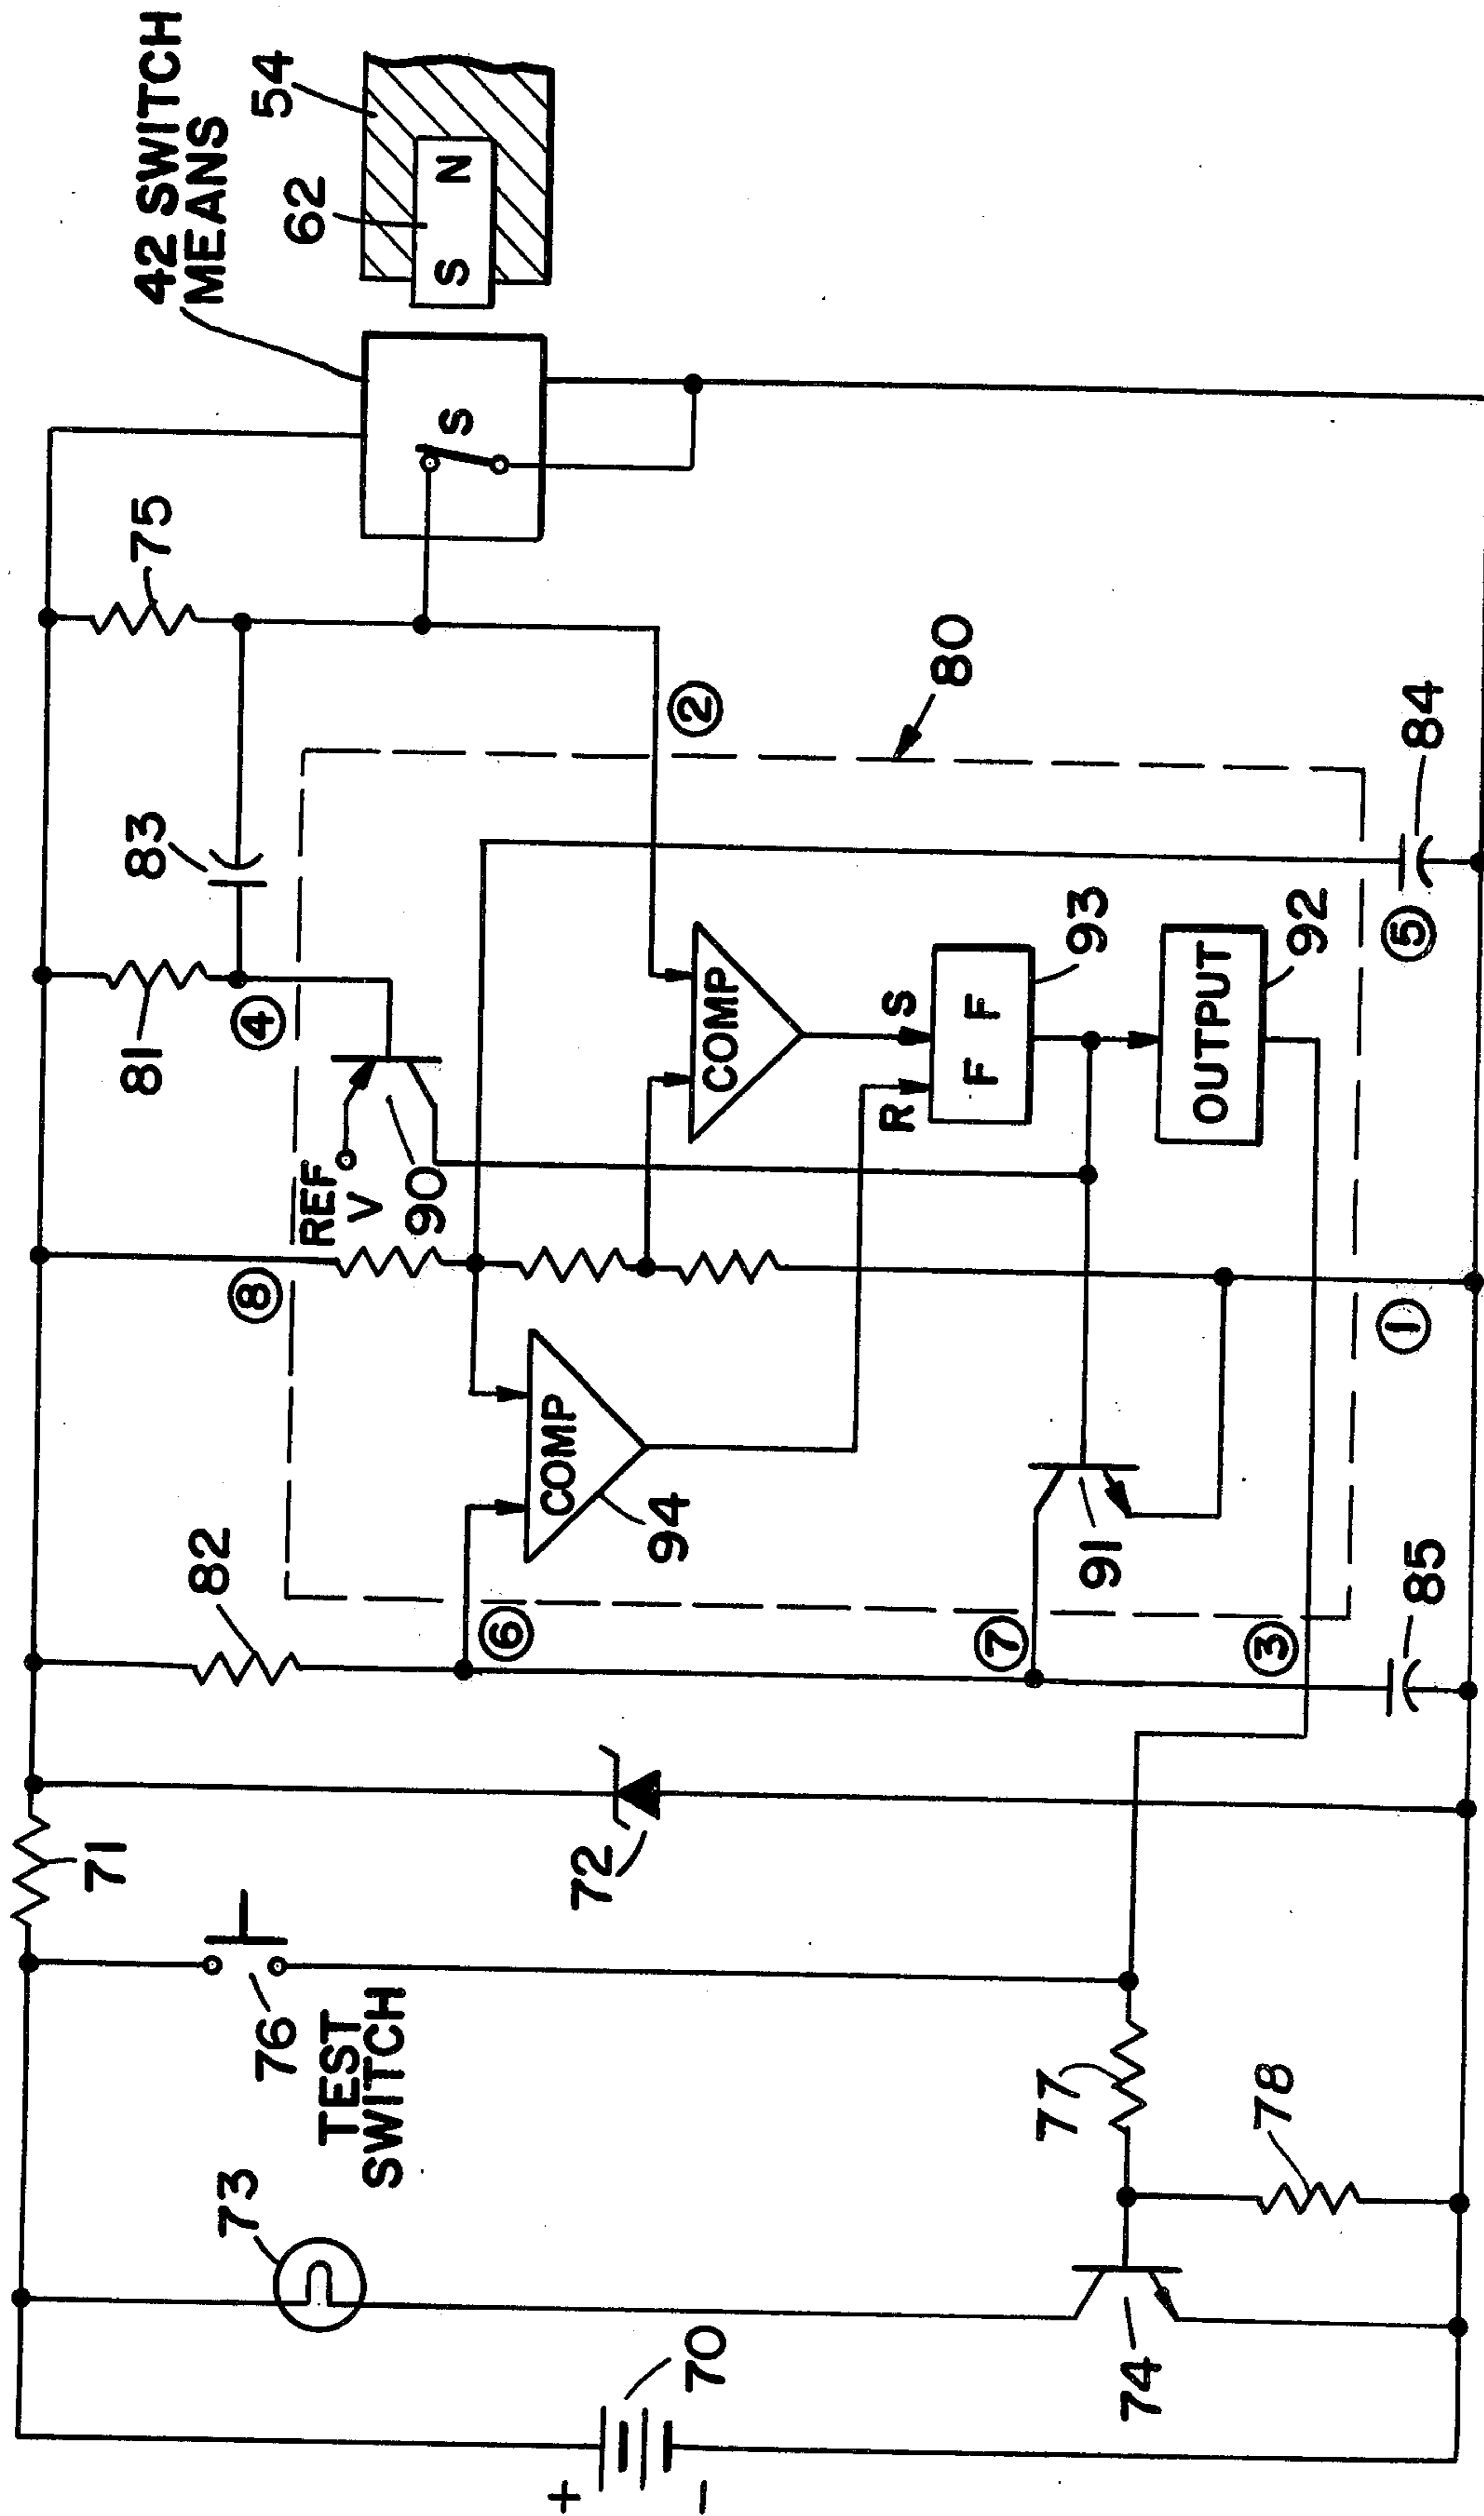 42 SWITCH
MEANS
54
62
S N
S
75
83
81
④
②
80
REF
V
90
⑧
COMP
COMP
94
82
⑥
S
R
F F
93
OUTPUT
92
⑤
84
①
91
⑦
③
85
71
72
76
TEST
SWITCH
73
77
78
74
70
+
-